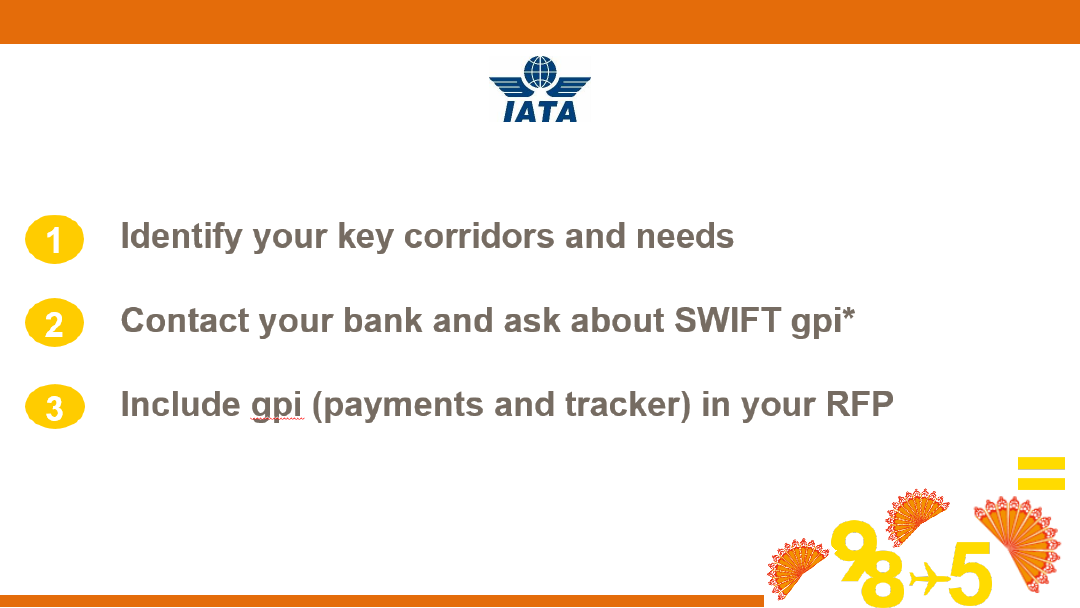 IATA
1 Identify your key corridors and needs
2 Contact your bank and ask about SWIFT gpi*
3 Include gpi (payments and tracker) in your RFP
=
98 5